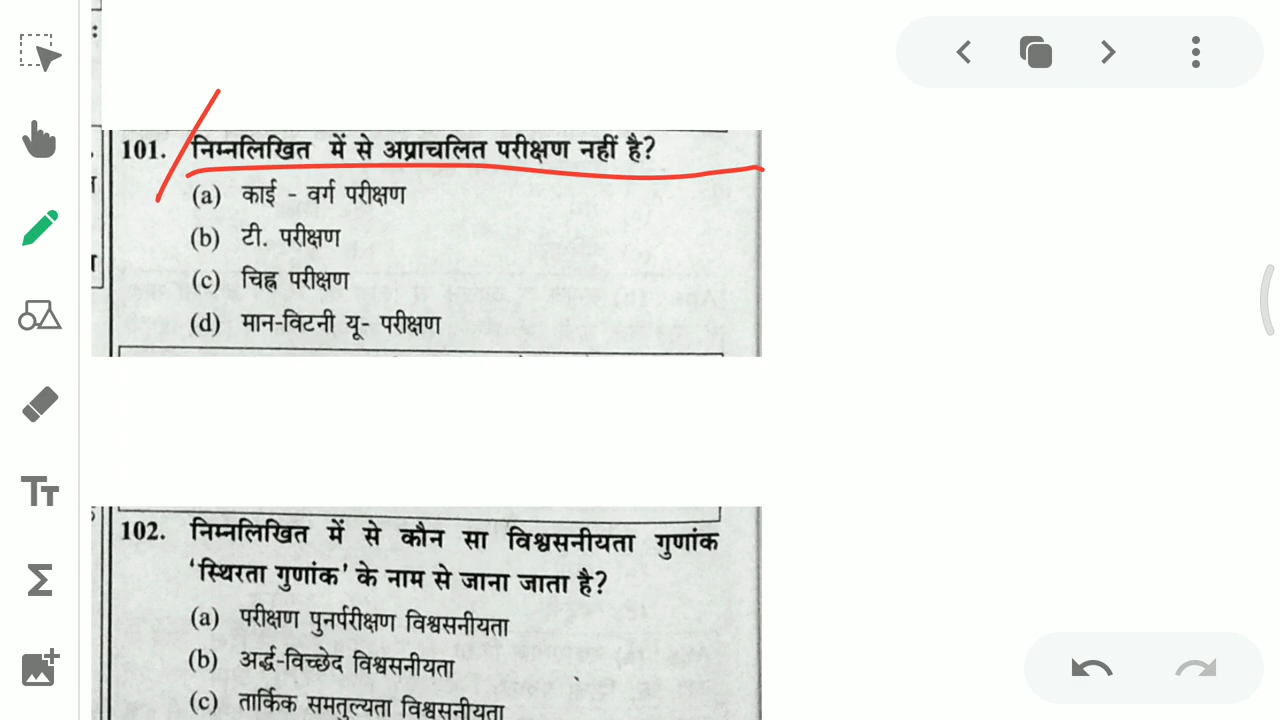 101. निम्नलिखित में से अप्राचलित परीक्षण नहीं है?
(a) काई - वर्ग परीक्षण
(b) टी. परीक्षण
(c) चिह्न परीक्षण
(d) मान-विटनी यू- परीक्षण
102. निम्नलिखित में से कौन सा विश्वसनीयता गुणांक
'स्थिरता गुणांक' के नाम से जाना जाता है?
(a) परीक्षण पुनर्परीक्षण विश्वसनीयता
(b) अर्द्ध-विच्छेद विश्वसनीयता
(c) तार्किक समतुल्यता विश्वसनीयता